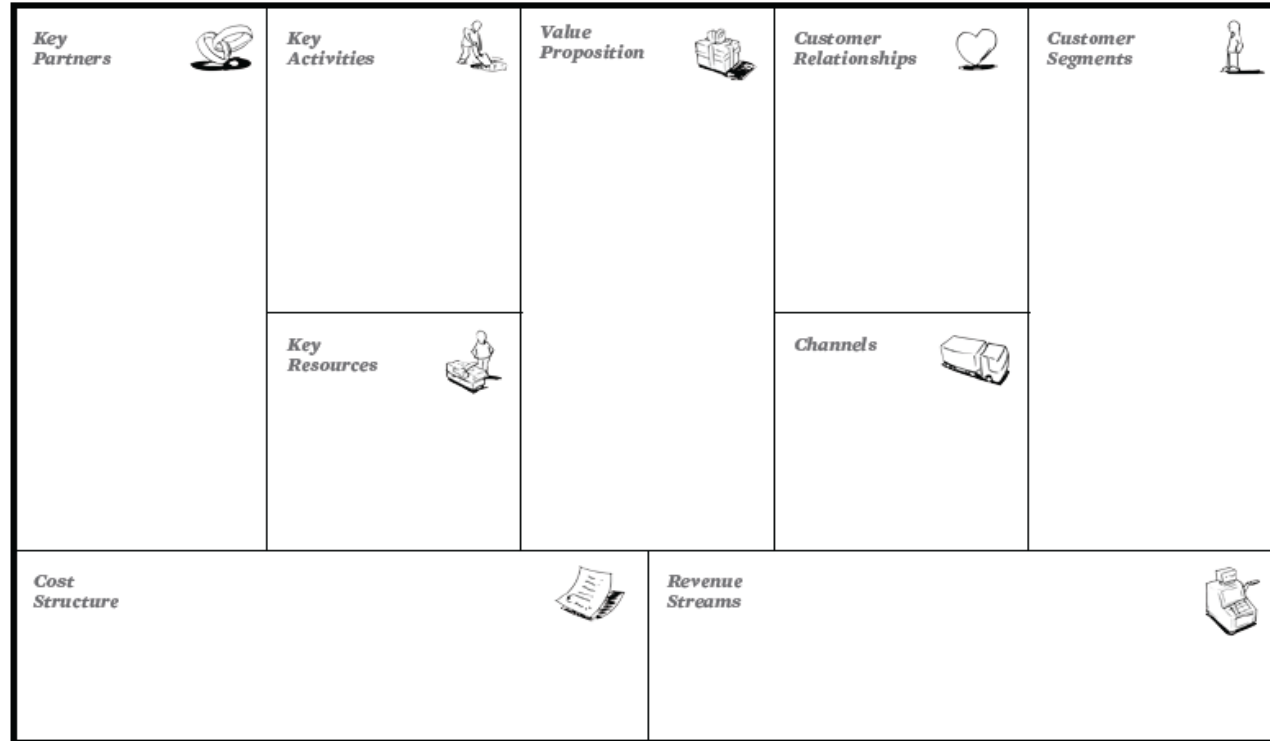 Key
Partners
Key
Activities
Value
Proposition
Customer
Relationships
Customer
Segments
Key
Resources
Channels
Cost
Structure
Revenue
Streams